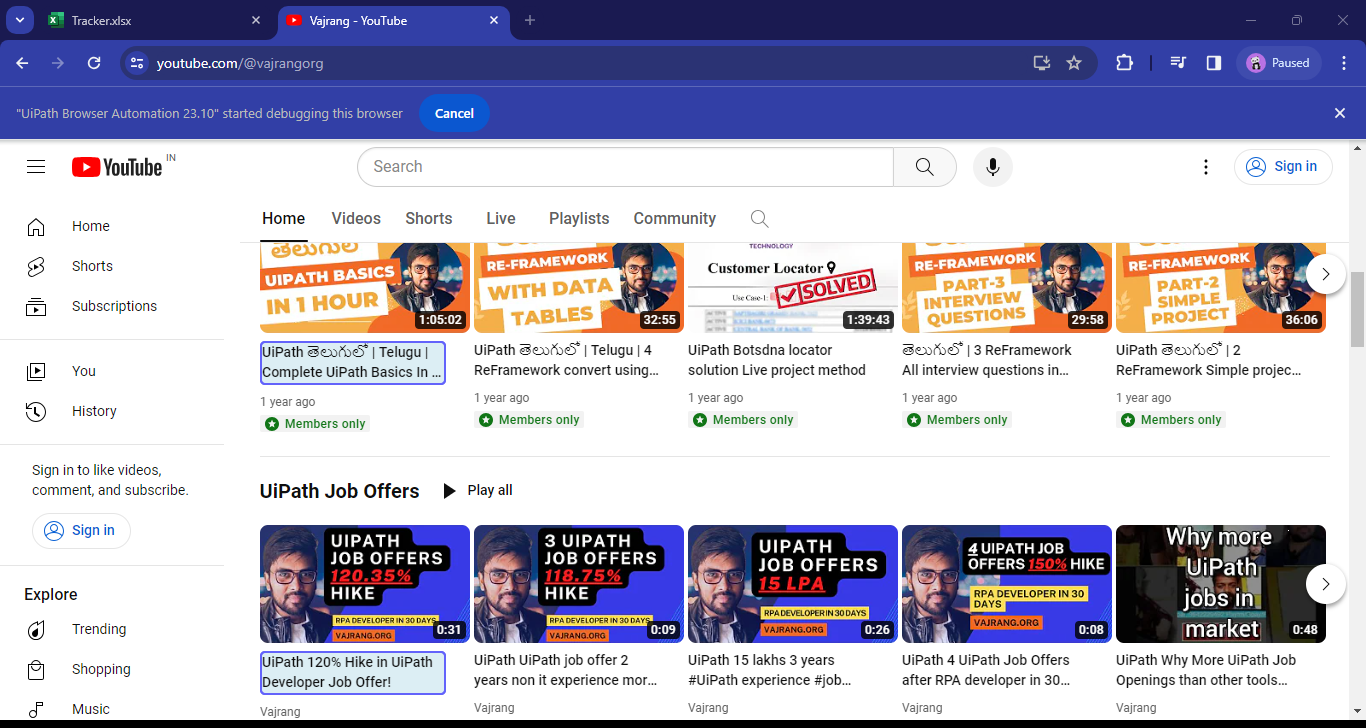 Tracker.xlsx
Vajrang - YouTube
youtube.com/@vajrangorg
Paused
"UiPath Browser Automation 23.10" started debugging this browser
Cancel
YouTube IN
Search
Sign in
Home
Shorts
Subscriptions
You
History
Sign in to like videos,
comment, and subscribe.
Sign in
Explore
Trending
Shopping
Music
Home Videos Shorts Live Playlists Community
తెలుగులో
UIPATH BASICS
IN 1 HOUR
1:05:02
UiPath తెలుగులో | Telugu |
Complete UiPath Basics In ...
1 year ago
Members only
RE-FRAMEWORK
WITH DATA
TABLES
32:55
UiPath తెలుగులో | Telugu | 4
ReFramework convert using...
1 year ago
Members only
TECHNOLOGY
Customer Locator
Use Case-1:
SOLVED
1:39:43
UiPath Botsdna locator
solution Live project method
1 year ago
Members only
RE-FRAMEWORK
PART-3
INTERVIEW
QUESTIONS
29:58
తెలుగులో | 3 ReFramework
All interview questions in...
1 year ago
Members only
RE-FRAMEWORK
PART-2
SIMPLE
PROJECT
36:06
UiPath తెలుగులో | 2
ReFramework Simple projec...
1 year ago
Members only
UiPath Job Offers
Play all
UIPATH
JOB OFFERS
120.35%
HIKE
RPA DEVELOPER IN 30 DAYS
VAJRANG.ORG
0:31
UiPath 120% Hike in UiPath
Developer Job Offer!
Vajrang
3 UIPATH
JOB OFFERS
118.75%
HIKE
RPA DEVELOPER IN 30 DAYS
VAJRANG.ORG
0:09
UiPath UiPath job offer 2
years non it experience mor...
Vajrang
UIPATH
JOB OFFERS
15 LPA
RPA DEVELOPER IN 30 DAYS
VAJRANG.ORG
0:26
UiPath 15 lakhs 3 years
#UiPath experience #job...
Vajrang
4 UIPATH JOB
OFFERS 150% HIKE
RPA DEVELOPER IN 30
DAYS
VAJRANG.ORG
0:08
UiPath 4 UiPath Job Offers
after RPA developer in 30...
Vajrang
Why more
UiPath
jobs in
market
0:48
UiPath Why More UiPath Job
Openings than other tools...
Vajrang